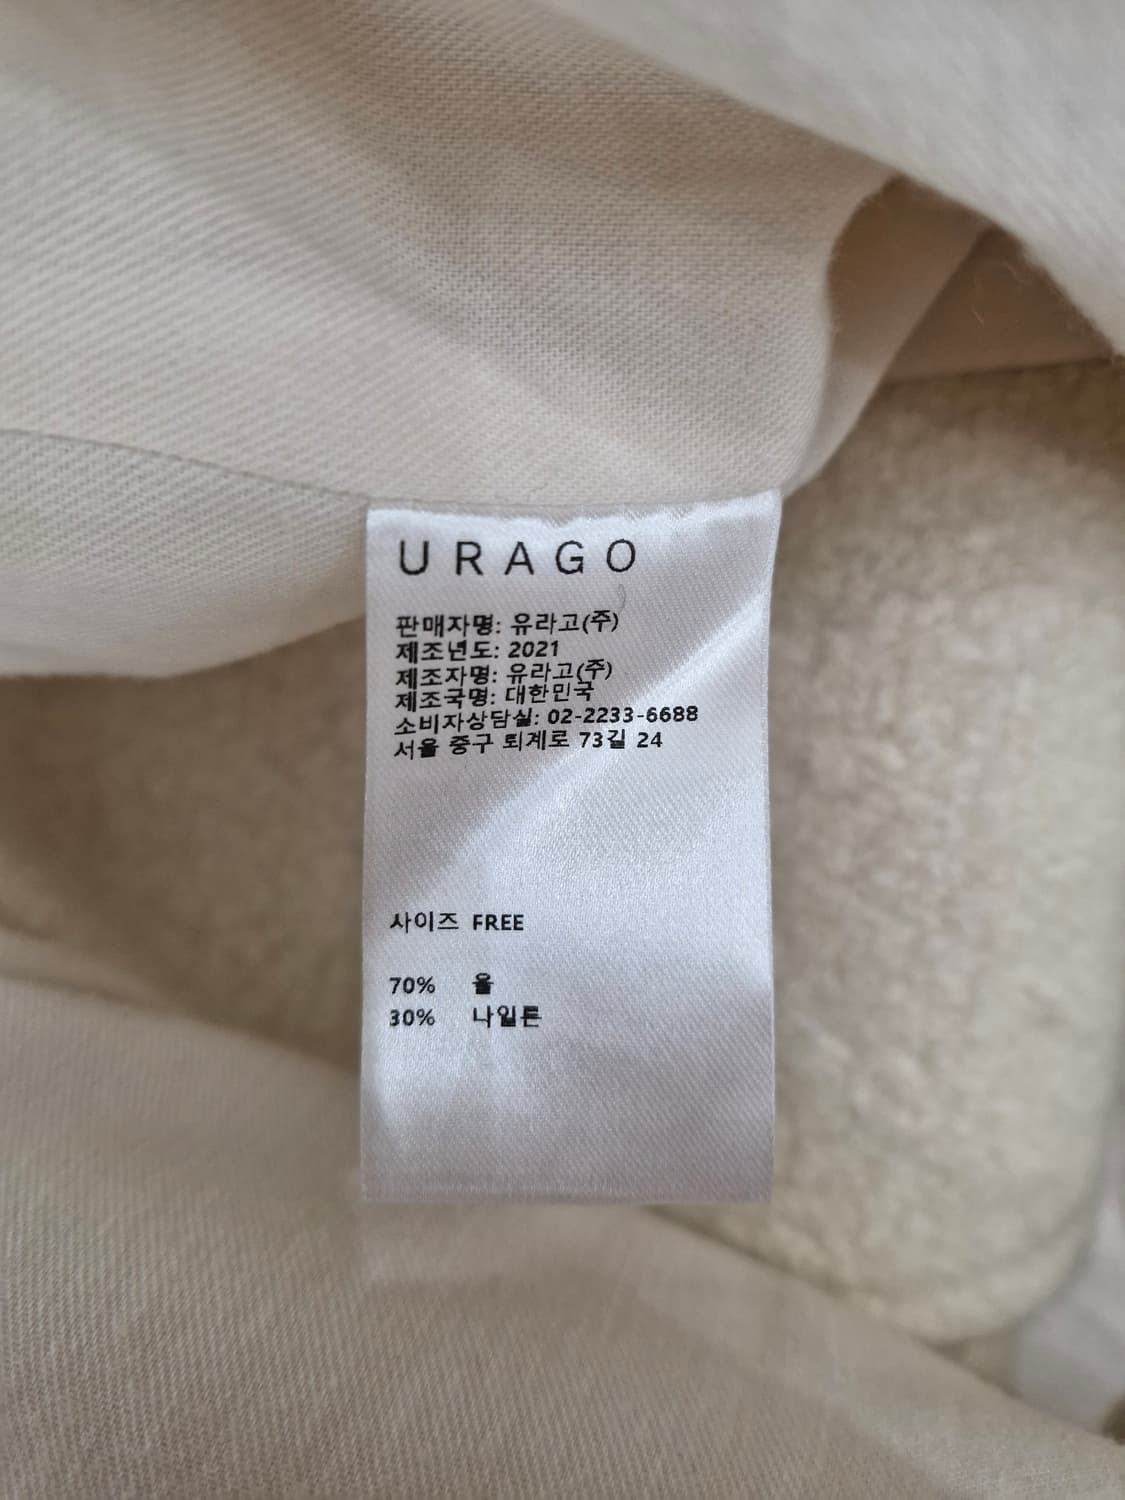 URAGO
판매자명: 유라고(주)
제조년도: 2021
제조자명: 유라고(주)
제조국명: 대한민국
소비자상담실: 02-2233-6688
서울 중구 퇴계로 73길 24
사이즈 FREE
70% 울
30% 나일론